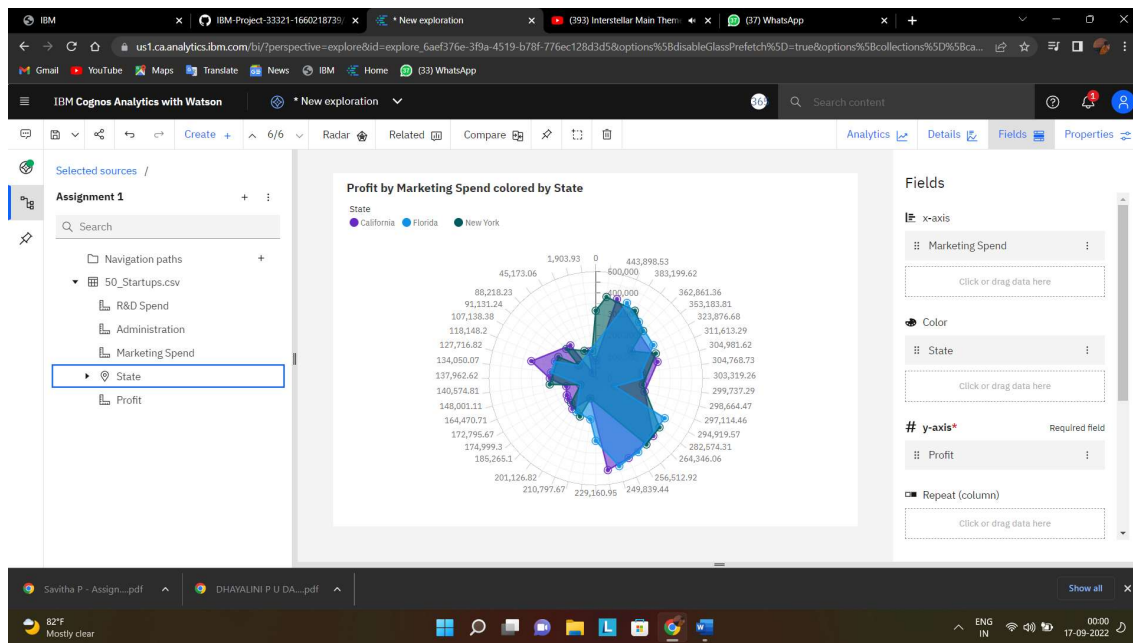 IBM
IBM-Project-33321-1660218739/
* New exploration
(393) Interstellar Main Them
(37) WhatsApp
us1.ca.analytics.ibm.com/bi/?perspective=explore&id=explore_6aef376e-3f9a-4519-b78f-776ec128d3d5&options%5BdisableGlassPrefetch%5D=true&options%5Bcollections%5D%5Bca...
Gmail YouTube Maps Translate News IBM Home (33) WhatsApp
IBM Cognos Analytics with Watson * New exploration 365 Search content
Create 6/6 Radar Related Compare Analytics Details Fields Properties
Selected sources /
Assignment 1
Search
Navigation paths
50_Startups.csv
R&D Spend
Administration
Marketing Spend
State
Profit
Profit by Marketing Spend colored by State
State
California Florida New York
0
443,898.53
383,199.62
362,861.36
353,183.81
323,876.68
311,613.29
304,981.62
304,768.73
303,319.26
299,737.29
298,664.47
297,114.46
294,919.57
282,574.31
264,346.06
256,512.92
249,839.44
229,160.95
210,797.67
201,126.82
185,265.1
174,999.3
172,795.67
164,470.71
148,001.11
140,574.81
137,962.62
134,050.07
127,716.82
118,148.2
107,138.38
91,131.24
88,218.23
45,173.06
1,903.93
600,000
400,000
Fields
x-axis
Marketing Spend
Click or drag data here
Color
State
Click or drag data here
# y-axis* Required field
Profit
Repeat (column)
Click or drag data here
Savitha P - Assign....pdf
DHAYALINI P U DA....pdf
Show all
82°F
Mostly clear
ENG
IN
00:00
17-09-2022